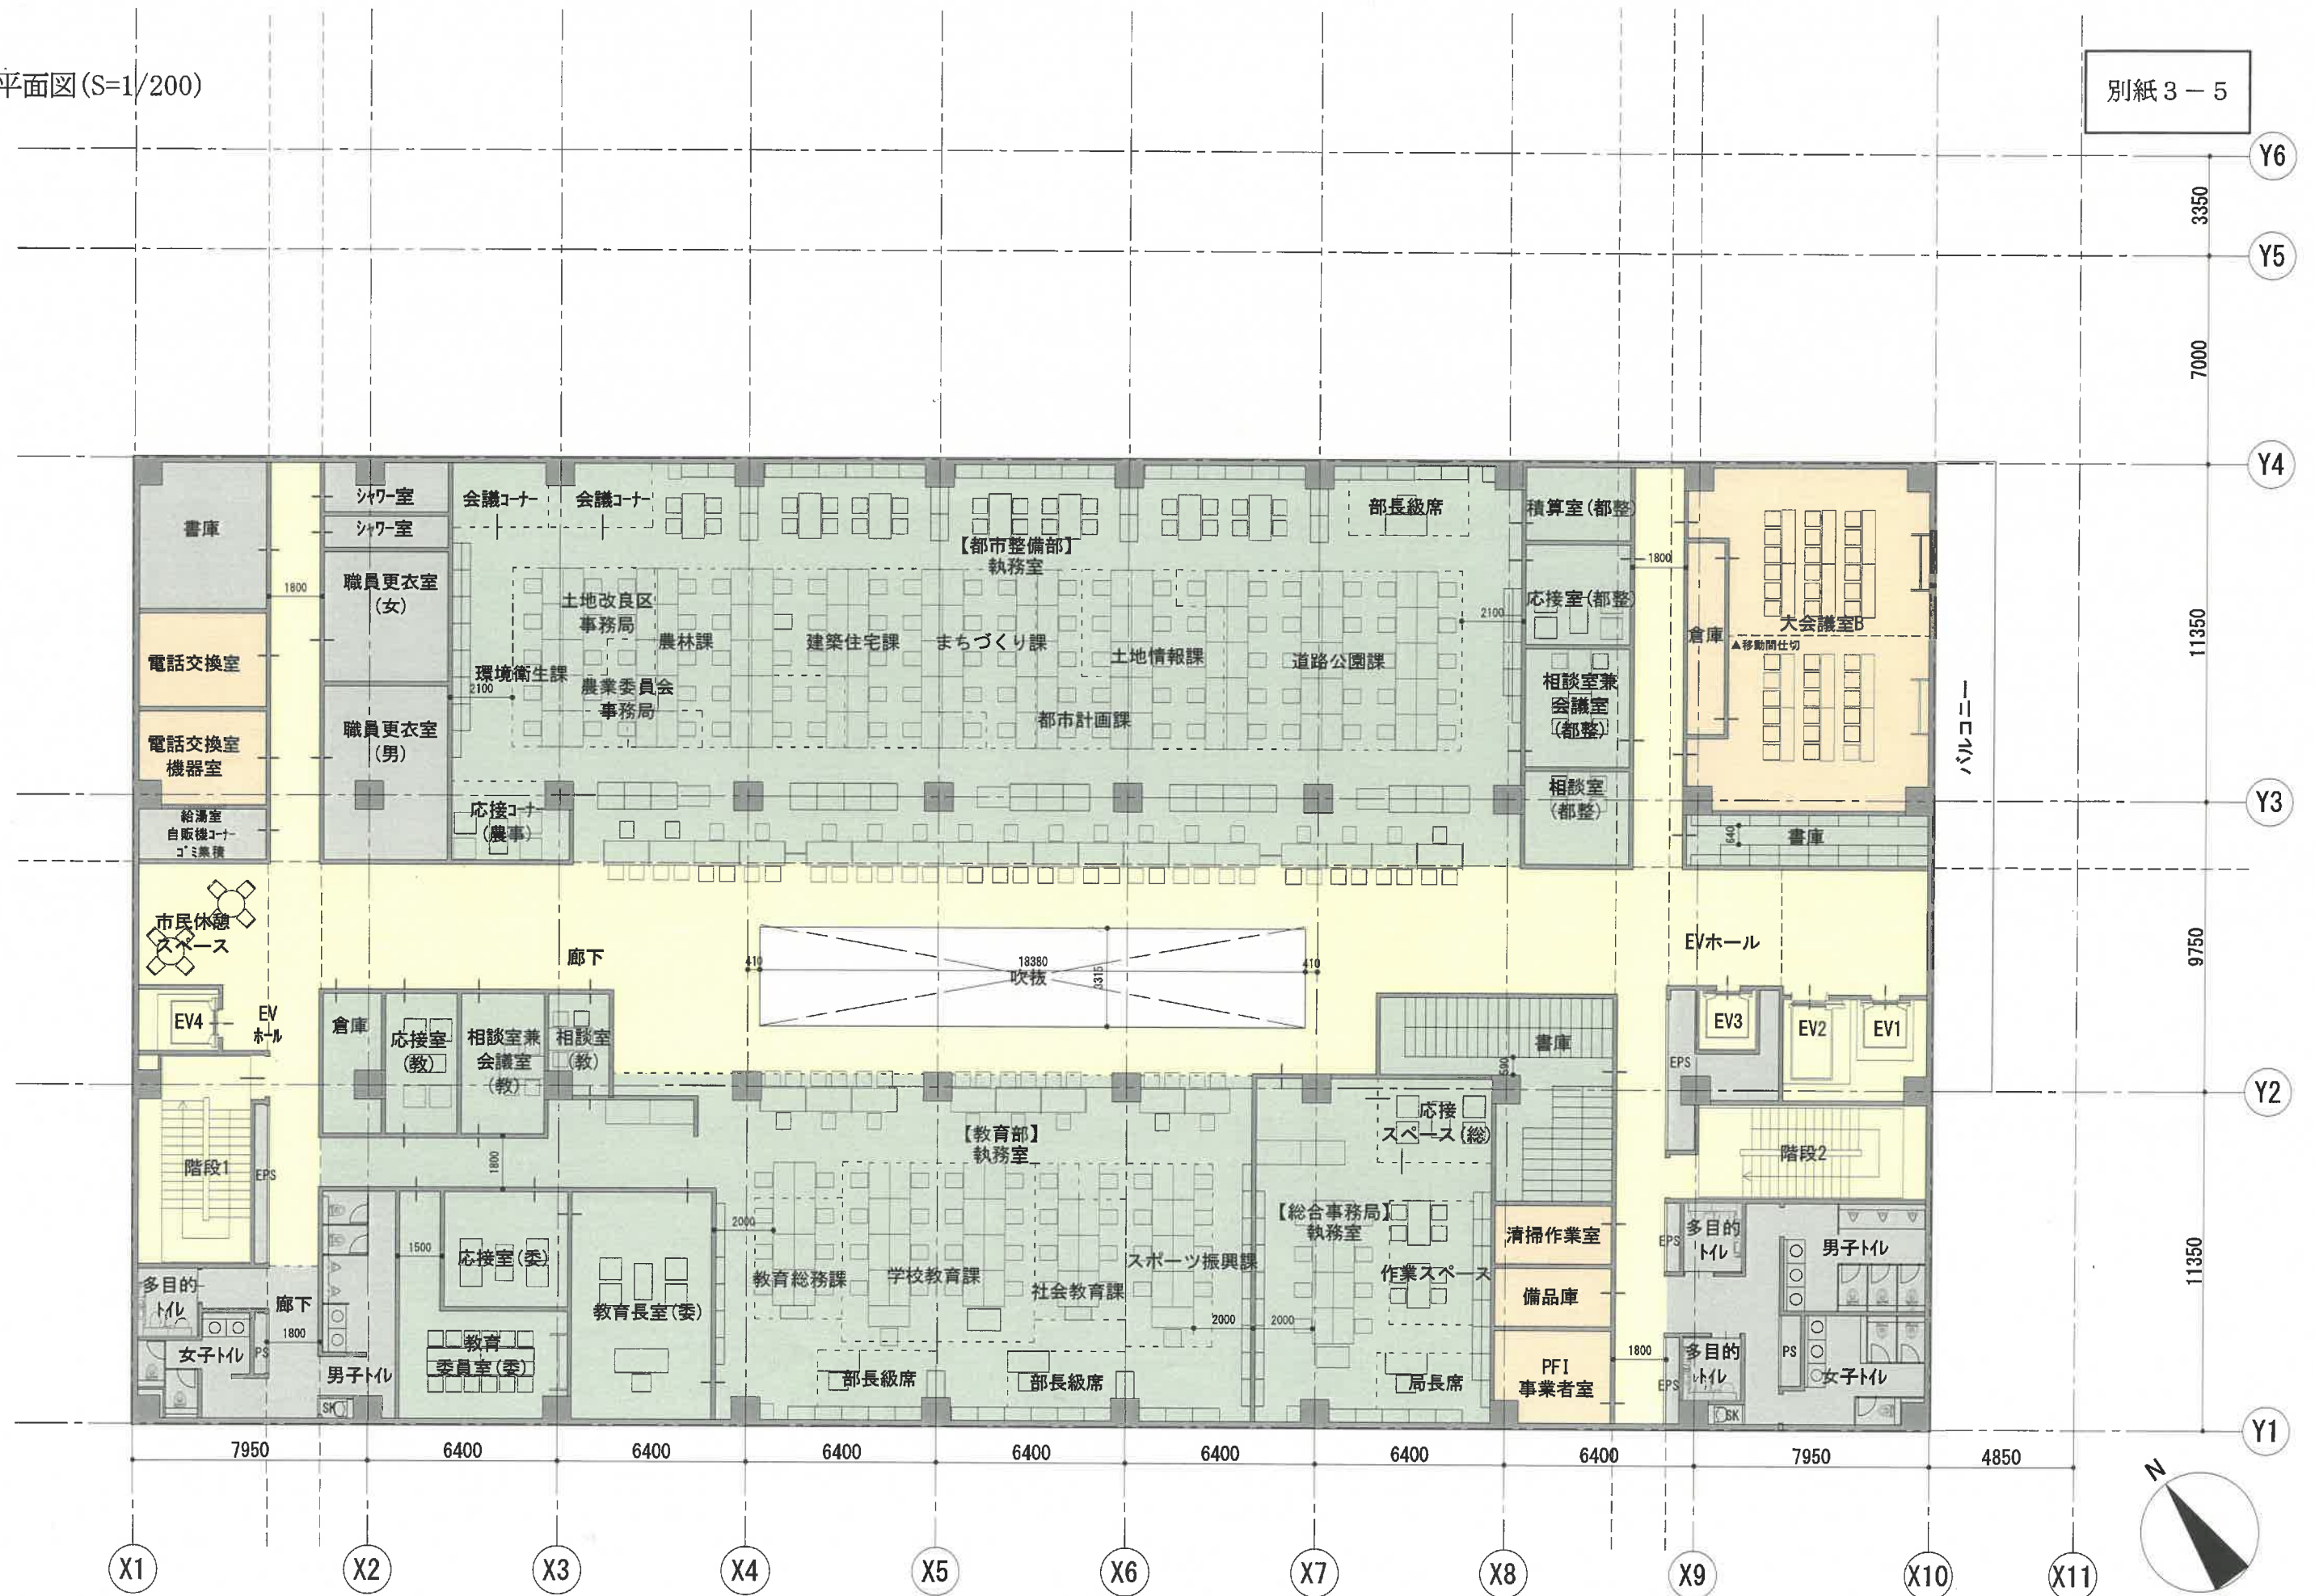 平面図(S=1/200)
別紙3－5
Y6
3350
Y5
7000
Y4
シャワー室
会議コーナー
会議コーナー
部長級席
積算室(都整)
書庫
シャワー室
【都市整備部】
執務室
1800
1800
職員更衣室
(女)
応接室(都整)
土地改良区
事務局
2100
大会議室B
倉庫
▲移動間仕切
11350
農林課
建築住宅課
まちづくり課
土地情報課
道路公園課
電話交換室
環境衛生課
2100
農業委員会
事務局
相談室兼
会議室
(都整)
都市計画課
バルコニー
職員更衣室
(男)
電話交換室
機器室
応接コーナー
(農事)
相談室
(都整)
Y3
給湯室
自販機コーナー
ゴミ集積
640
書庫
市民休憩
スペース
廊下
410
18380
410
3315
吹抜
EVホール
9750
EV4
EV
ホール
倉庫
応接室
(教)
相談室兼
会議室
(教)
相談室
(教)
書庫
590
EV3
EV2
EV1
EPS
Y2
応接
スペース(総)
【教育部】
執務室
階段1
EPS
1800
階段2
2000
【総合事務局】
執務室
1500
応接室(委)
清掃作業室
EPS
多目的
トイレ
男子トイレ
教育総務課
学校教育課
社会教育課
スポーツ振興課
作業スペース
11350
多目的
トイレ
廊下
教育長室(委)
備品庫
1800
2000
2000
女子トイレ
PS
教育
委員室(委)
男子トイレ
部長級席
部長級席
局長席
PFI
事業者室
1800
多目的
トイレ
PS
女子トイレ
EPS
SK
SK
Y1
7950
6400
6400
6400
6400
6400
6400
6400
7950
4850
N
X1
X2
X3
X4
X5
X6
X7
X8
X9
X10
X11